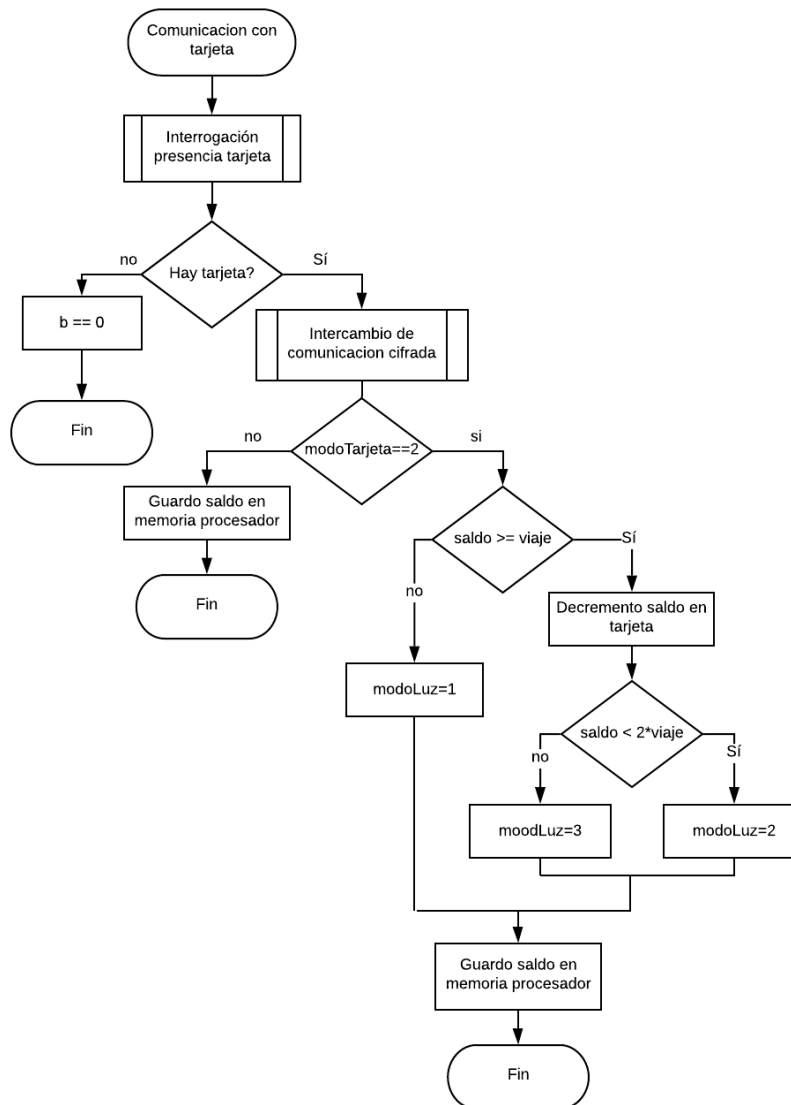 Comunicacion con
tarjeta
Interrogación
presencia tarjeta
no
Hay tarjeta?
Sí
b == 0
Intercambio de
comunicacion cifrada
Fin
no
modoTarjeta==2
si
Guardo saldo en
memoria procesador
saldo >= viaje
Sí
Fin
no
Decremento saldo en
tarjeta
modoLuz=1
saldo < 2*viaje
no
Sí
moodLuz=3
modoLuz=2
Guardo saldo en
memoria procesador
Fin